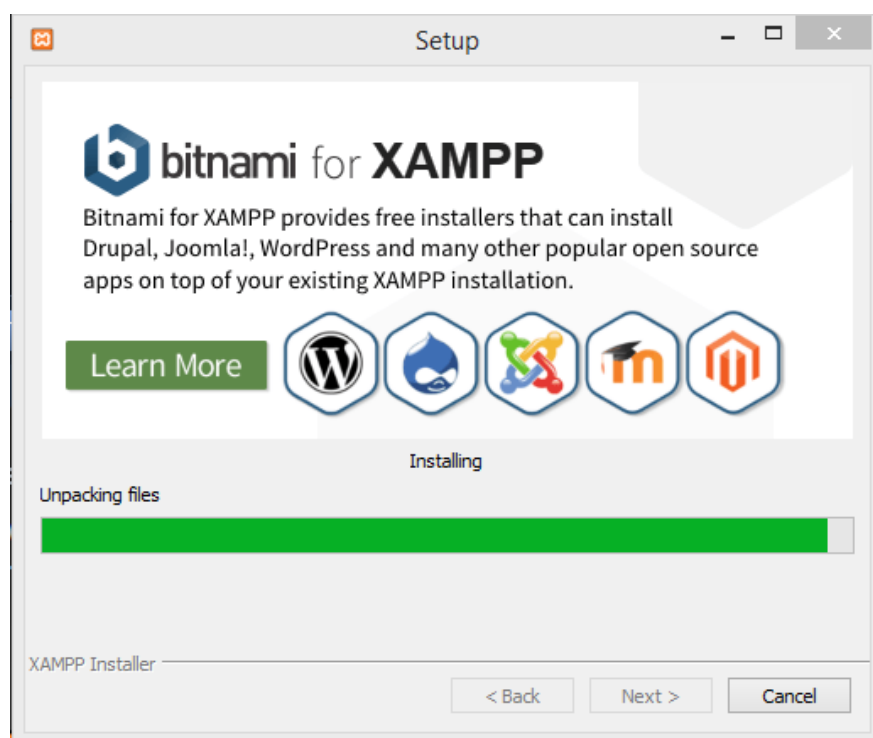 Setup
bitnami for XAMPP
Bitnami for XAMPP provides free installers that can install
Drupal, Joomla!, WordPress and many other popular open source
apps on top of your existing XAMPP installation.
Learn More
Installing
Unpacking files
XAMPP Installer
< Back Next > Cancel